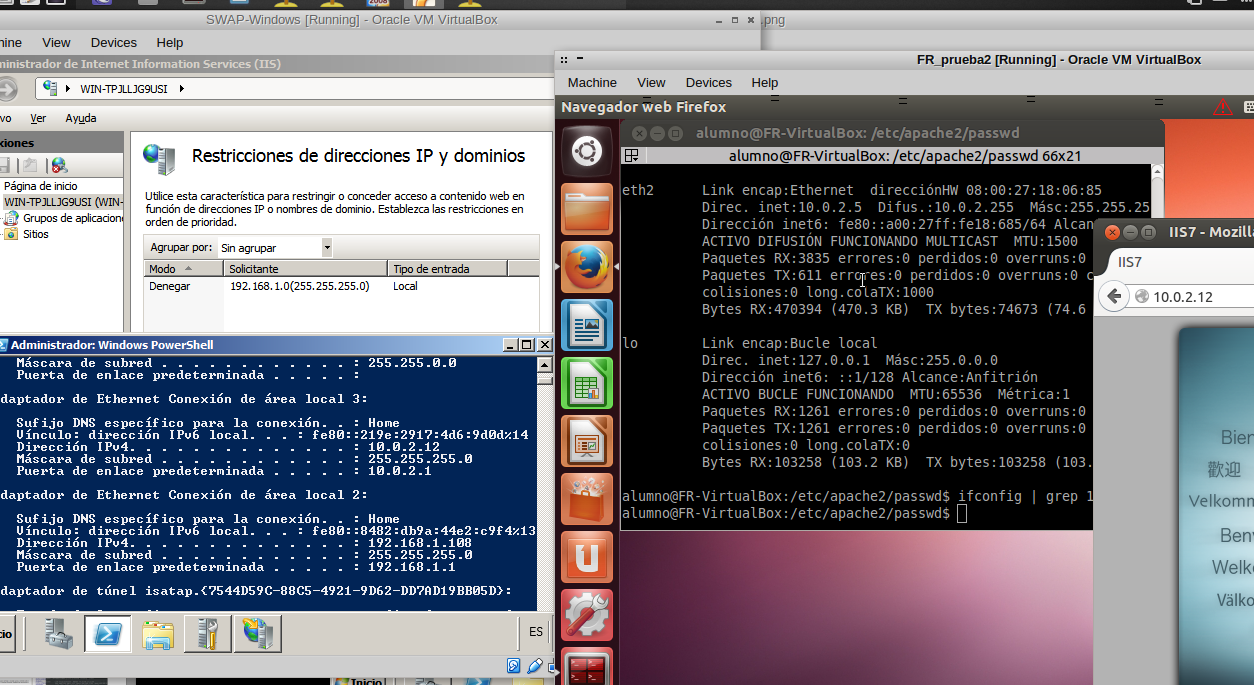 SWAP-Windows [Running] - Oracle VM VirtualBox
.png
View Devices Help
ministrador de Internet Information Services (IIS)
WIN-TPJLLJG9USI
Ver Ayuda
xiones
Página de inicio
WIN-TPJLLJG9USI (WIN-
Grupos de aplicacion
Sitios
Restricciones de direcciones IP y dominios
Utilice esta característica para restringir o conceder acceso a contenido web en
función de direcciones IP o nombres de dominio. Establezca las restricciones en
orden de prioridad.
Agrupar por: Sin agrupar
Modo Solicitante Tipo de entrada
Denegar 192.168.1.0(255.255.255.0) Local
Administrador: Windows PowerShell
Máscara de subred . . . . . . . . . . . . : 255.255.0.0
Puerta de enlace predeterminada . . . . . :
daptador de Ethernet Conexión de área local 3:
Sufijo DNS específico para la conexión. . : Home
Vínculo: dirección IPv6 local. . . : fe80::219e:2917:4d6:9d0d%14
Dirección IPv4. . . . . . . . . . . . . . : 10.0.2.12
Máscara de subred . . . . . . . . . . . . : 255.255.255.0
Puerta de enlace predeterminada . . . . . : 10.0.2.1
daptador de Ethernet Conexión de área local 2:
Sufijo DNS específico para la conexión. . : Home
Vínculo: dirección IPv6 local. . . : fe80::8482:db9a:44e2:c9f4%13
Dirección IPv4. . . . . . . . . . . . . . : 192.168.1.108
Máscara de subred . . . . . . . . . . . . : 255.255.255.0
Puerta de enlace predeterminada . . . . . : 192.168.1.1
daptador de túnel isatap.{7544D59C-88C5-4921-9D62-DD7AD19BB05D}:
ES
Inicio
FR_prueba2 [Running] - Oracle VM VirtualBox
Machine View Devices Help
Navegador web Firefox
alumno@FR-VirtualBox: /etc/apache2/passwd
alumno@FR-VirtualBox: /etc/apache2/passwd 66x21
eth2 Link encap:Ethernet direcciónHW 08:00:27:18:06:85
Direc. inet:10.0.2.5 Difus.:10.0.2.255 Másc:255.255.25
Dirección inet6: fe80::a00:27ff:fe18:685/64 Alcan
ACTIVO DIFUSIÓN FUNCIONANDO MULTICAST MTU:1500
Paquetes RX:3835 errores:0 perdidos:0 overruns:0
Paquetes TX:611 errores:0 perdidos:0 overruns:0 c
colisiones:0 long.colaTX:1000
Bytes RX:470394 (470.3 KB) TX bytes:74673 (74.6
lo Link encap:Bucle local
Direc. inet:127.0.0.1 Másc:255.0.0.0
Dirección inet6: ::1/128 Alcance:Anfitrión
ACTIVO BUCLE FUNCIONANDO MTU:65536 Métrica:1
Paquetes RX:1261 errores:0 perdidos:0 overruns:0
Paquetes TX:1261 errores:0 perdidos:0 overruns:0
colisiones:0 long.colaTX:0
Bytes RX:103258 (103.2 KB) TX bytes:103258 (103.
alumno@FR-VirtualBox:/etc/apache2/passwd$ ifconfig | grep 1
alumno@FR-VirtualBox:/etc/apache2/passwd$
IIS7 - Mozill
IIS7
10.0.2.12
Bien
歡迎
Velkomm
Benv
Welko
Välko